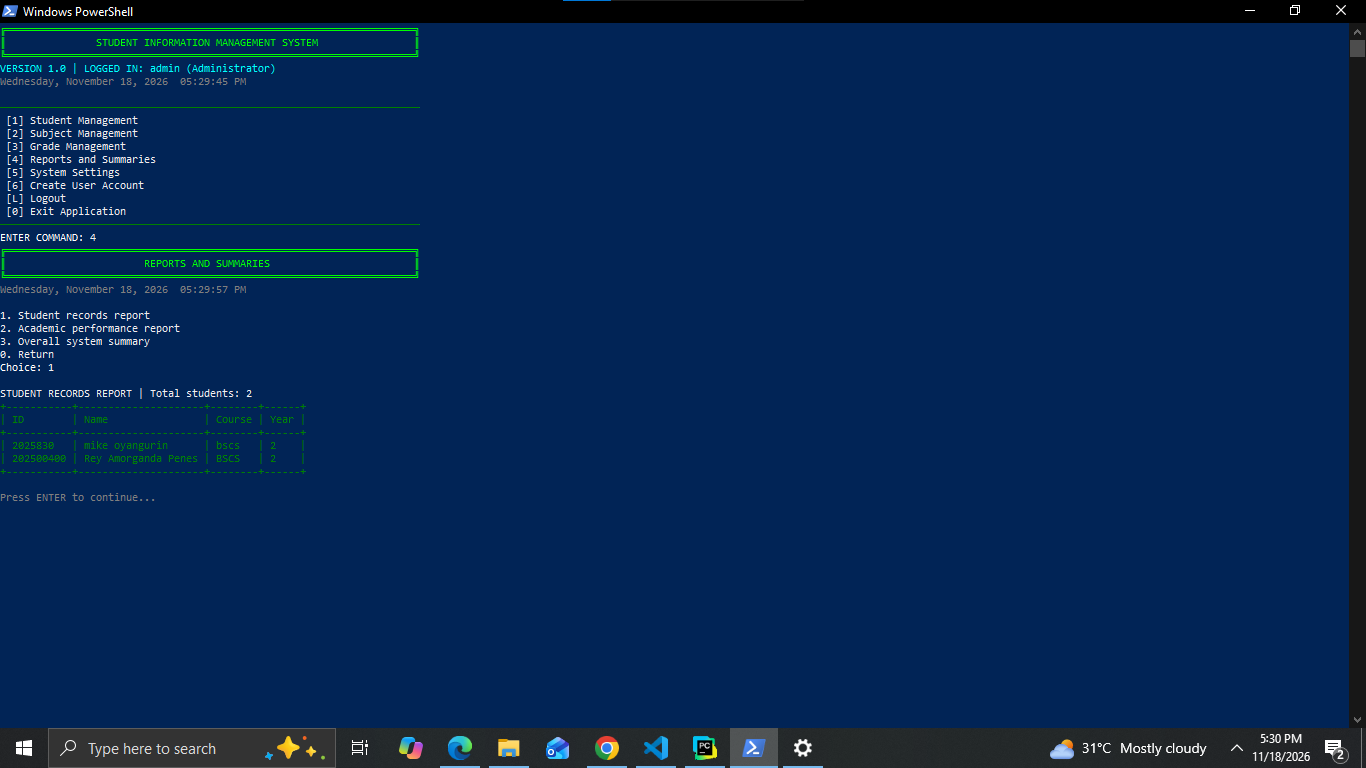 Windows PowerShell
STUDENT INFORMATION MANAGEMENT SYSTEM
VERSION 1.0 | LOGGED IN: admin (Administrator)
Wednesday, November 18, 2026  05:29:45 PM
[1] Student Management
[2] Subject Management
[3] Grade Management
[4] Reports and Summaries
[5] System Settings
[6] Create User Account
[L] Logout
[0] Exit Application
ENTER COMMAND: 4
REPORTS AND SUMMARIES
Wednesday, November 18, 2026  05:29:57 PM
1. Student records report
2. Academic performance report
3. Overall system summary
0. Return
Choice: 1
STUDENT RECORDS REPORT | Total students: 2
+----------+---------------------+--------+------+
| ID | Name | Course | Year |
+----------+---------------------+--------+------+
| 2025830 | mike oyangurin | bscs | 2 |
| 202500400 | Rey Amorganda Penes | BSCS | 2 |
+----------+---------------------+--------+------+
Press ENTER to continue...
Type here to search
PC
31°C Mostly cloudy
5:30 PM
11/18/2026
2